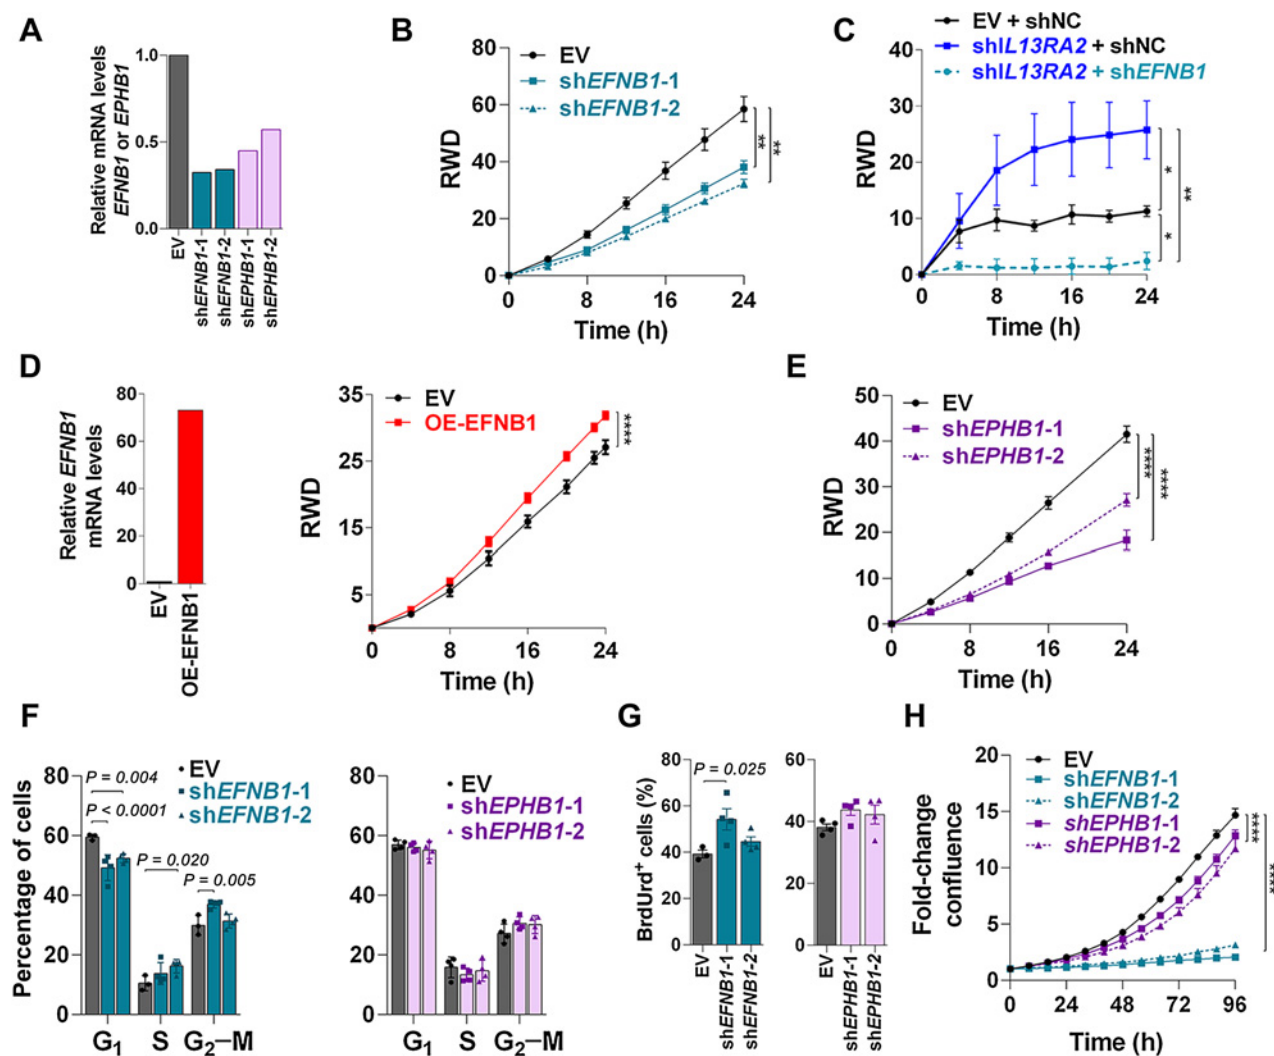 A
Relative mRNA levels
EFNB1 or EPHB1
1.0
0.5
0.0
EV
shEFNB1-1
shEFNB1-2
shEPHB1-1
shEPHB1-2
B
EV
shEFNB1-1
shEFNB1-2
RWD
80
60
40
20
0
**
**
0 8 16 24
Time (h)
C
EV + shNC
shIL13RA2 + shNC
shIL13RA2 + shEFNB1
RWD
40
30
20
10
0
*
*
**
0 8 16 24
Time (h)
D
Relative EFNB1
mRNA levels
80
60
40
20
0
EV
OE-EFNB1
EV
OE-EFNB1
RWD
35
25
15
5
****
0 4 8 12 16 20 24
Time (h)
E
EV
shEPHB1-1
shEPHB1-2
RWD
50
40
30
20
10
0
****
****
0 8 16 24
Time (h)
F
Percentage of cells
80
60
40
20
0
EV
shEFNB1-1
shEFNB1-2
P = 0.004
P < 0.0001
P = 0.020
P = 0.005
G1 S G2–M
80
60
40
20
0
EV
shEPHB1-1
shEPHB1-2
G1 S G2–M
G
BrdUrd+ cells (%)
80
60
40
20
0
P = 0.025
EV
shEFNB1-1
shEFNB1-2
60
40
20
0
EV
shEPHB1-1
shEPHB1-2
H
Fold-change
confluence
20
15
10
5
0
EV
shEFNB1-1
shEFNB1-2
shEPHB1-1
shEPHB1-2
****
****
0 24 48 72 96
Time (h)